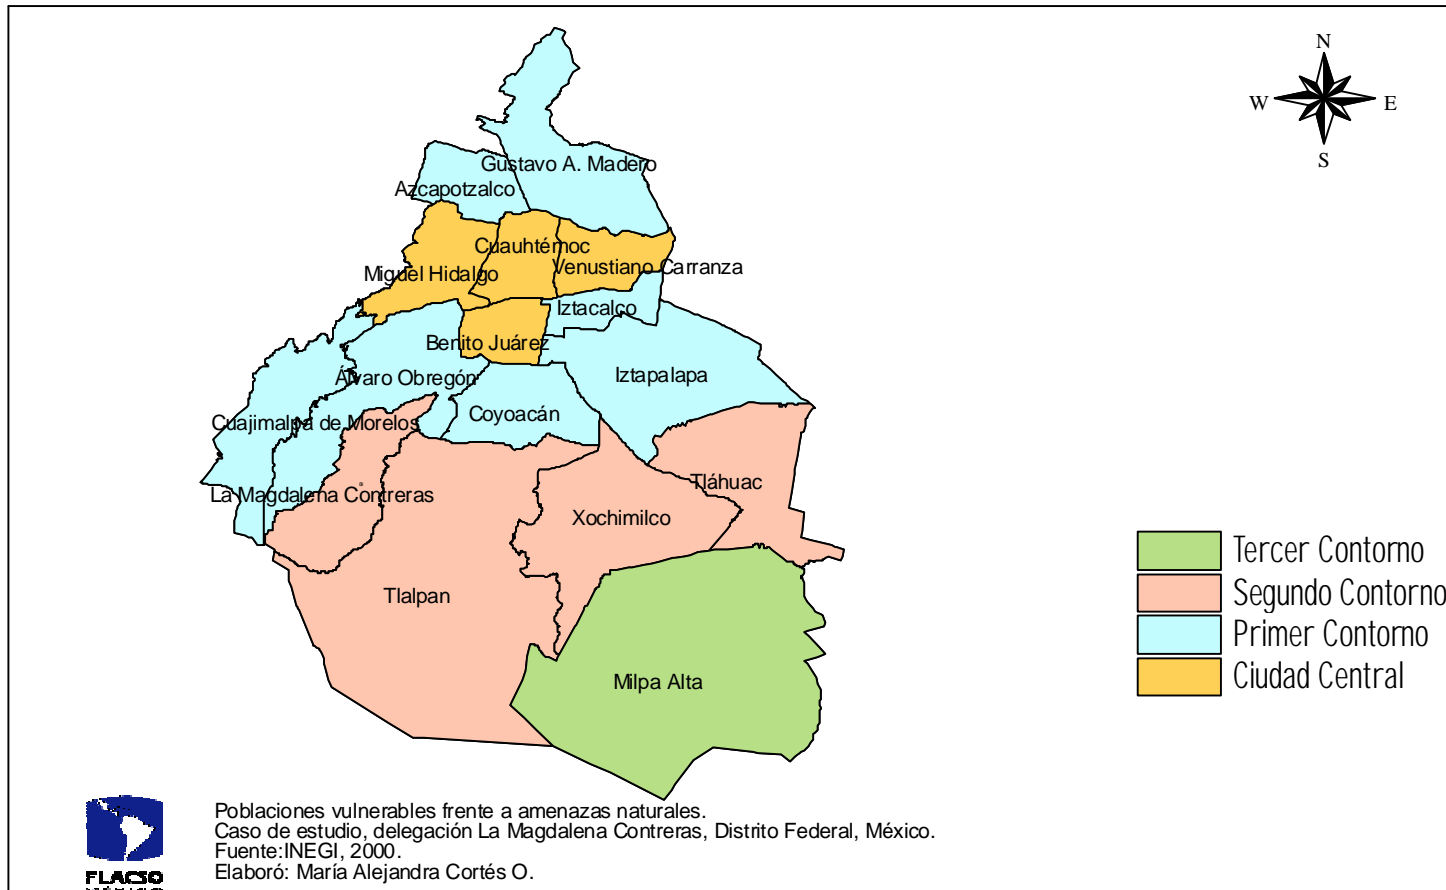 N
W
E
S
Gustavo A. Madero
Azcapotzalco
Cuauhtémoc
Venustiano Carranza
Miguel Hidalgo
Iztacalco
Benito Juárez
Álvaro Obregón
Iztapalapa
Coyoacán
Cuajimalpa de Morelos
La Magdalena Contreras
Tláhuac
Xochimilco
Tlalpan
Milpa Alta
Tercer Contorno
Segundo Contorno
Primer Contorno
Ciudad Central
Poblaciones vulnerables frente a amenazas naturales.
Caso de estudio, delegación La Magdalena Contreras, Distrito Federal, México.
Fuente:INEGI, 2000.
Elaboró: María Alejandra Cortés O.
FLACSO